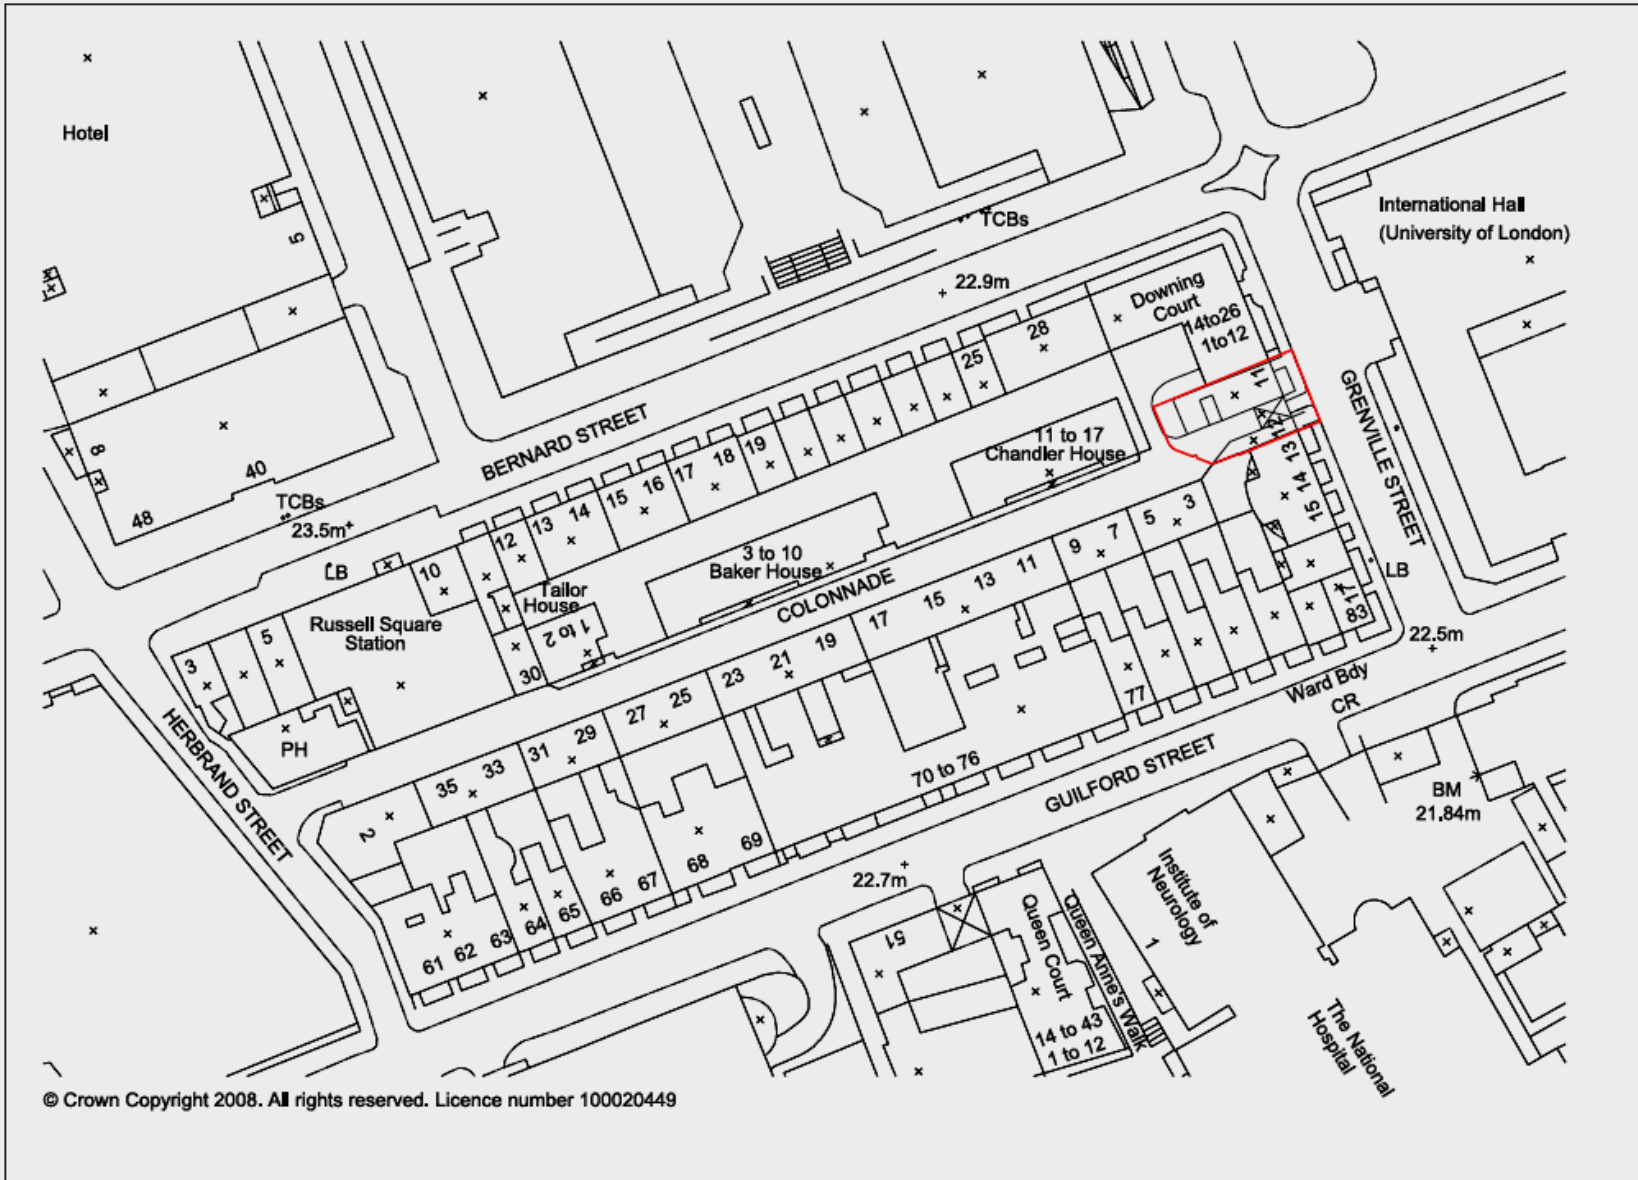 Hotel
5
International Hall
(University of London)
TCBs
22.9m
Downing
Court
14to26
1to12
28
25
11
12
13
14
15
GRENVILLE STREET
BERNARD STREET
11 to 17
Chandler House
19
18
17
16
15
14
13
12
10
8
40
48
TCBs
23.5m
LB
3 to 10
Baker House
COLONNADE
Tailor
House
1 to 2
30
Russell Square
Station
5
3
PH
HERBRAND STREET
3
5
7
9
11
13
15
17
19
21
23
25
27
29
31
33
35
2
LB
17
83
22.5m
Ward Bdy
CR
77
70 to 76
GUILFORD STREET
69
68
67
66
65
64
63
62
61
22.7m
51
Queen Court
14 to 43
1 to 12
Queen Anne's Walk
Institute of
Neurology
1
BM
21.84m
The National
Hospital
© Crown Copyright 2008. All rights reserved. Licence number 100020449